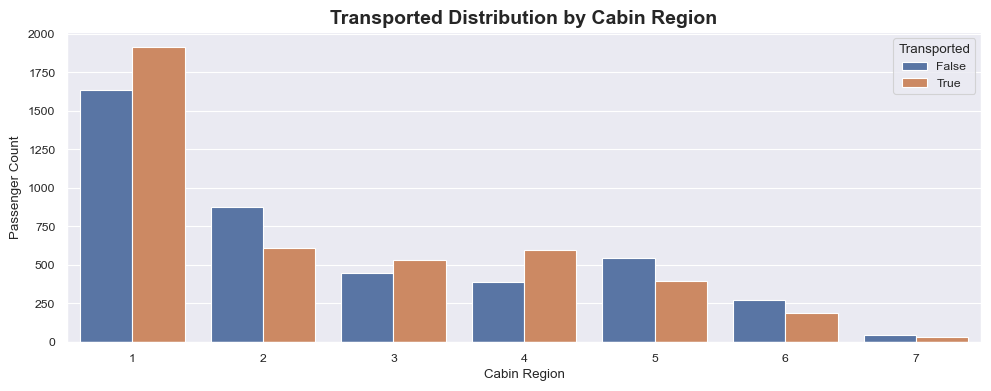 Transported Distribution by Cabin Region
Transported
False
True
Passenger Count
2000
1750
1500
1250
1000
750
500
250
0
1 2 3 4 5 6 7
Cabin Region